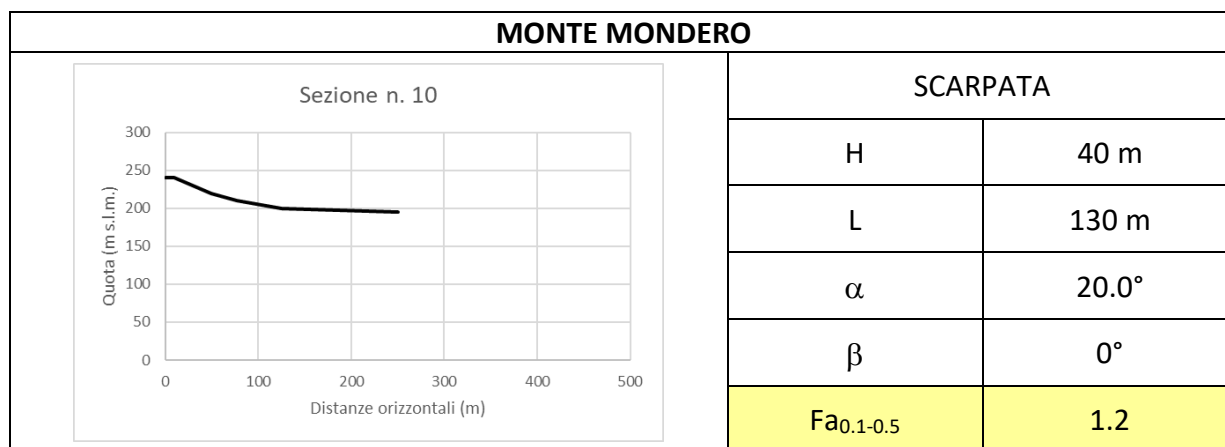 MONTE MONDERO
Sezione n. 10
300
250
200
150
100
50
0
Quota (m s.l.m.)
0 100 200 300 400 500
Distanze orizzontali (m)
SCARPATA
H 40 m
L 130 m
α 20.0°
β 0°
Fa0.1-0.5 1.2